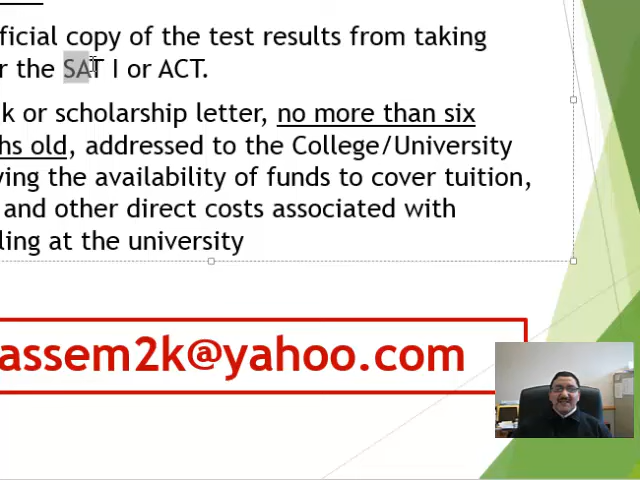 ficial copy of the test results from taking
r the SAT I or ACT.
k or scholarship letter, no more than six
hs old, addressed to the College/University
ying the availability of funds to cover tuition,
and other direct costs associated with
ling at the university
assem2k@yahoo.com